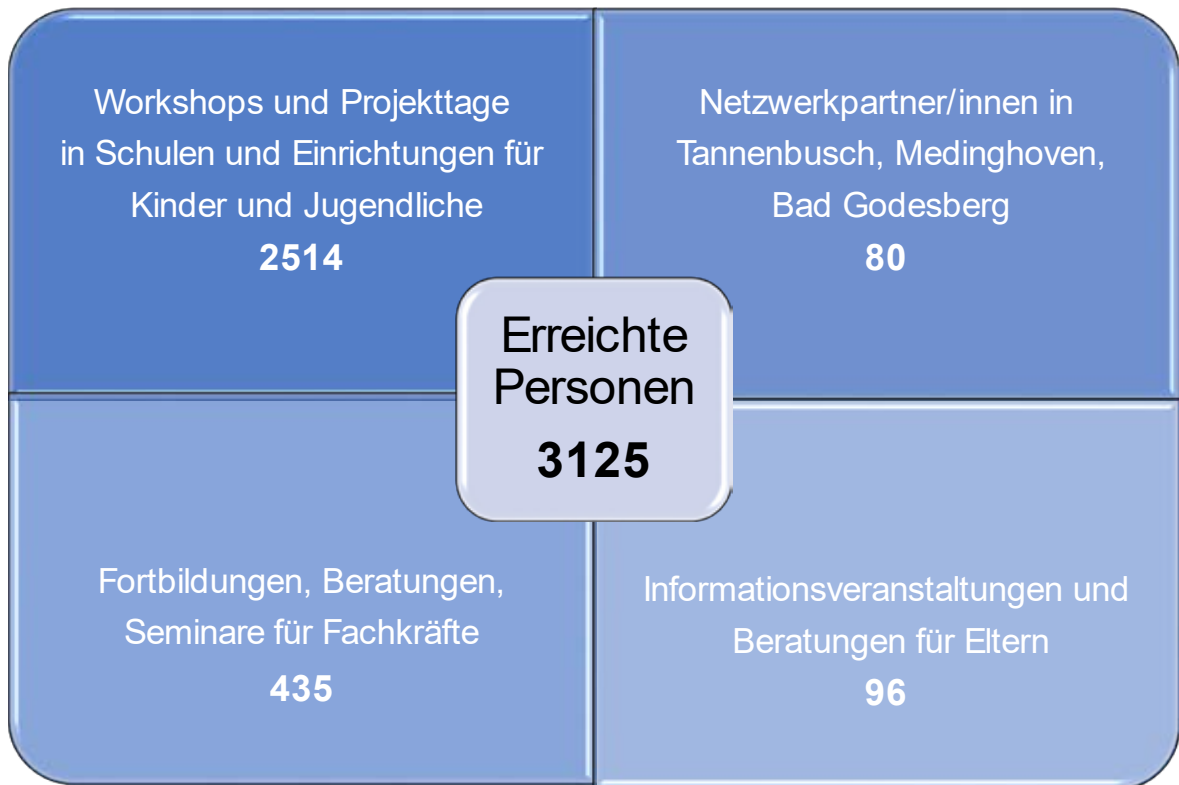 Workshops und Projekttage
in Schulen und Einrichtungen für
Kinder und Jugendliche
2514
Netzwerkpartner/innen in
Tannenbusch, Medinghoven,
Bad Godesberg
80
Erreichte
Personen
3125
Fortbildungen, Beratungen,
Seminare für Fachkräfte
435
Informationsveranstaltungen und
Beratungen für Eltern
96